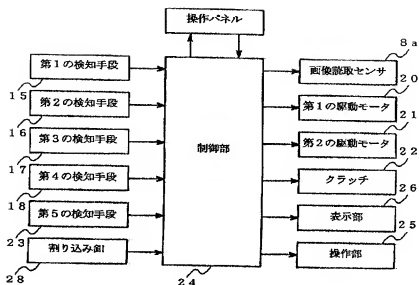 操作パネル
第1の検知手段
15
第2の検知手段
16
第3の検知手段
17
第4の検知手段
18
第5の検知手段
23
割り込み釦
28
制御部
24
画像読取センサ
8a
第1の駆動モータ
20
第2の駆動モータ
21
クラッチ
22
表示部
26
操作部
25